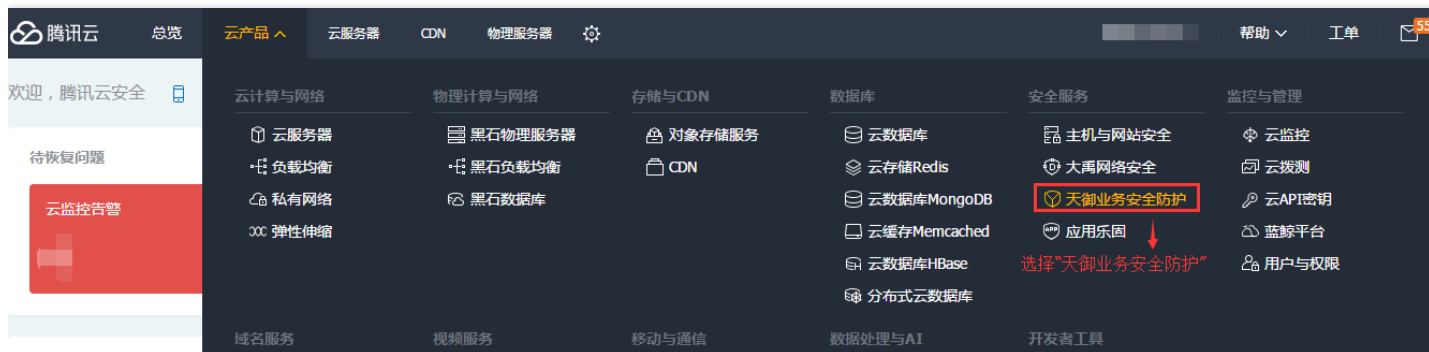 腾讯云 总览 云产品 云服务器 CDN 物理服务器 帮助 工单 55
欢迎，腾讯云安全
待恢复问题
云监控告警
云计算与网络 物理计算与网络 存储与CDN 数据库 安全服务 监控与管理
云服务器 黑石物理服务器 对象存储服务 云数据库 主机与网站安全 云监控
负载均衡 黑石负载均衡 CDN 云存储Redis 大禹网络安全 云拨测
私有网络 黑石数据库 云数据库MongoDB 天御业务安全防护 云API密钥
弹性伸缩 云缓存Memcached 应用乐固 蓝鲸平台
云数据库HBase 选择“天御业务安全防护” 用户与权限
分布式云数据库
域名服务 视频服务 移动与通信 数据处理与AI 开发者工具